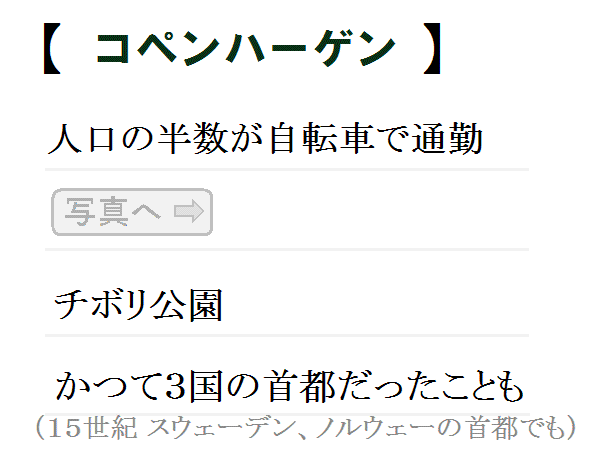 【 コペンハーゲン 】
人口の半数が自転車で通勤
写真へ ⇨
チボリ公園
かつて3国の首都だったことも
(15世紀 スウェーデン、ノルウェーの首都でも)